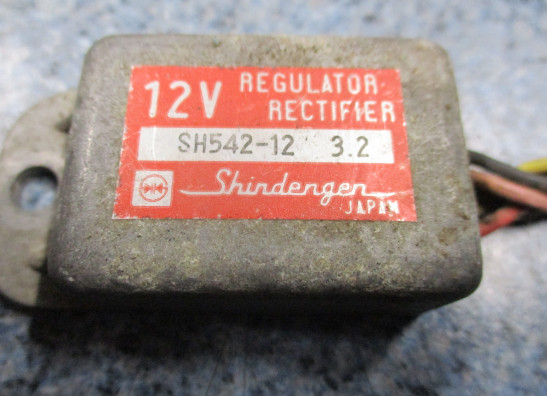 12V REGULATOR
RECTIFIER
SH542-12 3.2
Shindengen
JAPAN